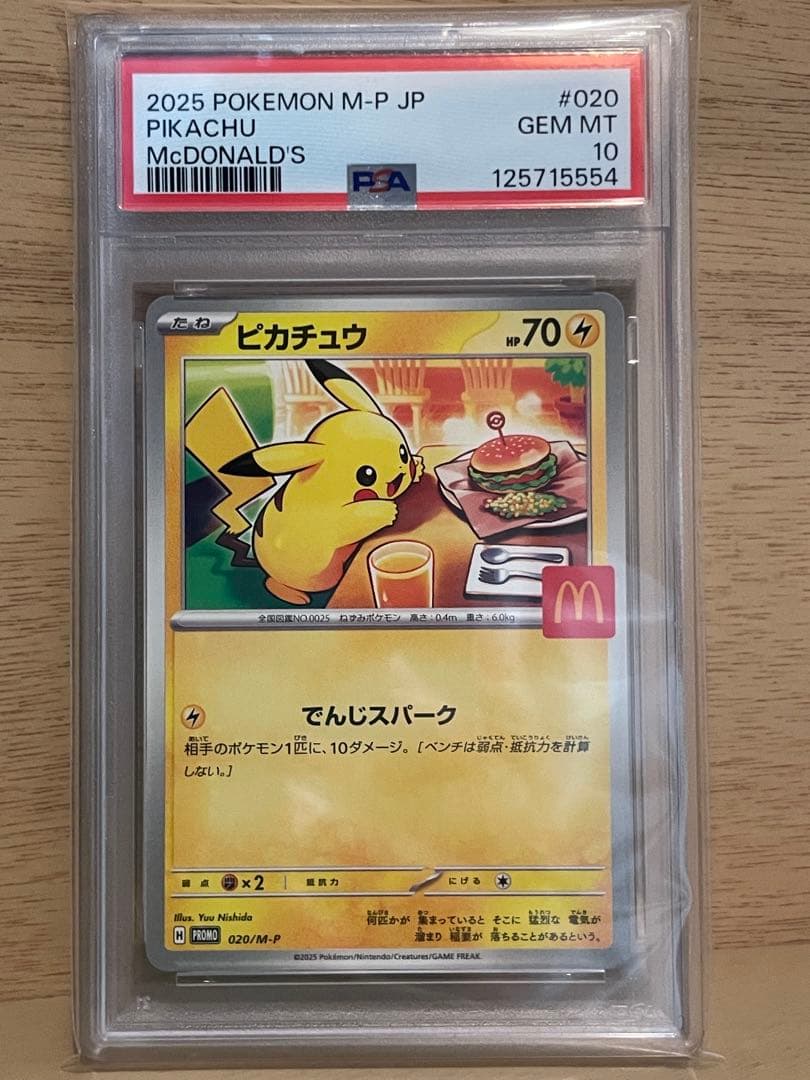 2025 POKEMON M-P JP #020
PIKACHU GEM MT
McDONALD'S 10
PSA 125715554
たね ピカチュウ HP 70
M
全国図鑑NO.0025 ねずみポケモン 高さ:0.4m 重さ:6.0kg
でんじスパーク
相手のポケモン1匹に、10ダメージ。[ベンチは弱点・抵抗力を計算
しない。]
弱点 ×2 抵抗力 にげる
Illus. Yuu Nishida
何匹かが 集まっていると そこに 猛烈な 電気が
溜まり 稲妻が 落ちることがあるという。
H PROMO 020/M-P
©2025 Pokémon/Nintendo/Creatures/GAME FREAK